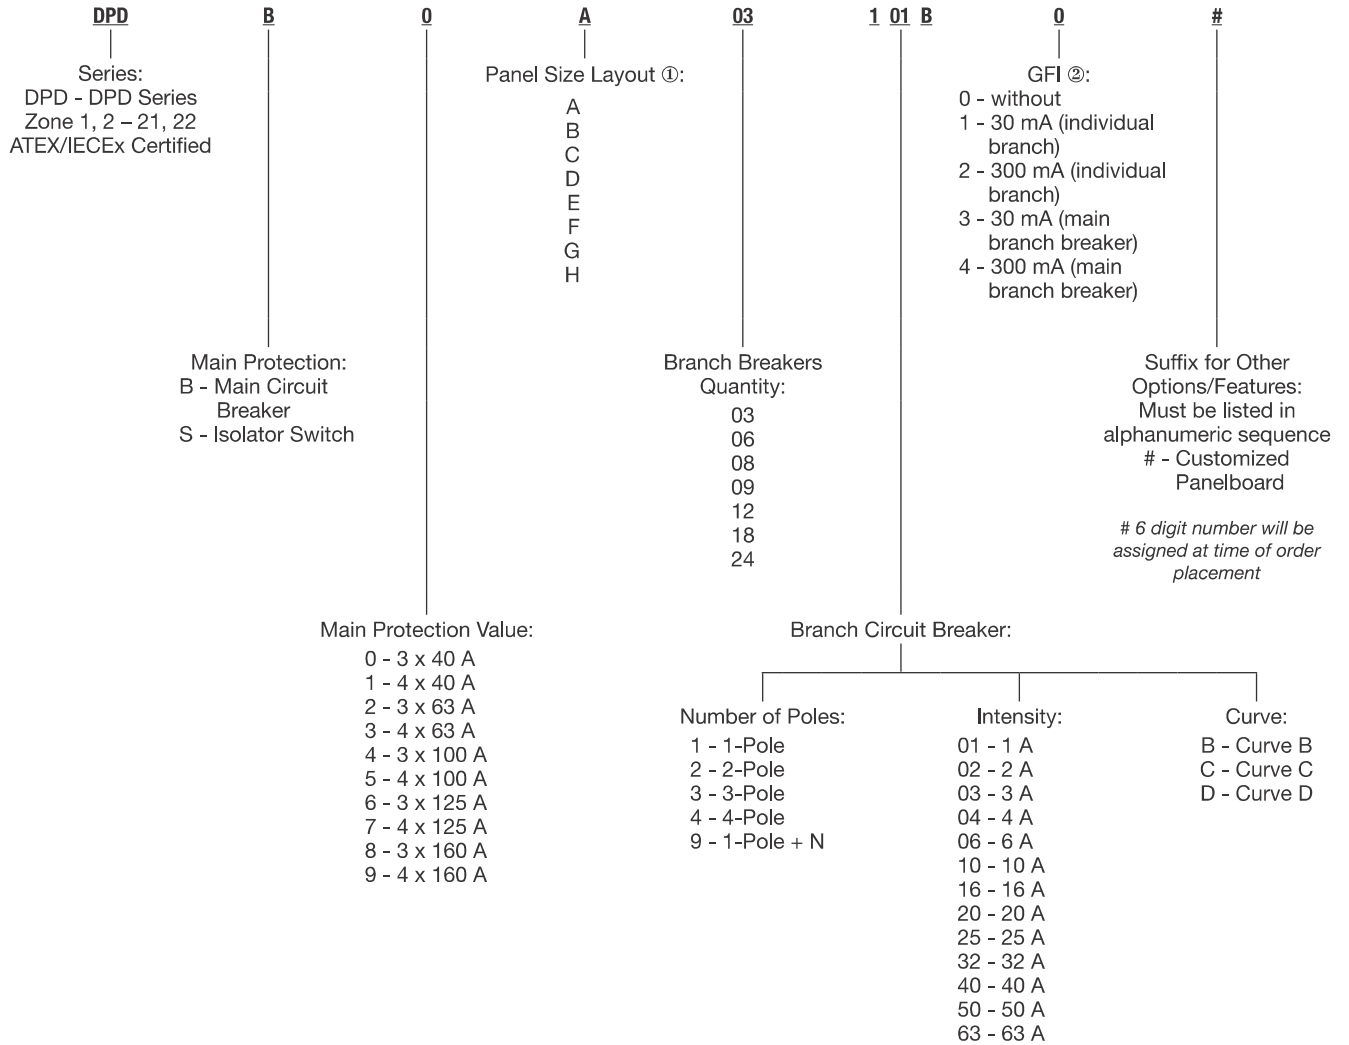 DPD B 0 A 03 1 01 B 0 #
Series:
DPD - DPD Series
Zone 1, 2 – 21, 22
ATEX/IECEx Certified
Panel Size Layout ①:
A
B
C
D
E
F
G
H
GFI ②:
0 - without
1 - 30 mA (individual
branch)
2 - 300 mA (individual
branch)
3 - 30 mA (main
branch breaker)
4 - 300 mA (main
branch breaker)
Main Protection:
B - Main Circuit
Breaker
S - Isolator Switch
Branch Breakers
Quantity:
03
06
08
09
12
18
24
Suffix for Other
Options/Features:
Must be listed in
alphanumeric sequence
# - Customized
Panelboard
# 6 digit number will be
assigned at time of order
placement
Main Protection Value:
0 - 3 x 40 A
1 - 4 x 40 A
2 - 3 x 63 A
3 - 4 x 63 A
4 - 3 x 100 A
5 - 4 x 100 A
6 - 3 x 125 A
7 - 4 x 125 A
8 - 3 x 160 A
9 - 4 x 160 A
Branch Circuit Breaker:
Number of Poles:
1 - 1-Pole
2 - 2-Pole
3 - 3-Pole
4 - 4-Pole
9 - 1-Pole + N
Intensity:
01 - 1 A
02 - 2 A
03 - 3 A
04 - 4 A
06 - 6 A
10 - 10 A
16 - 16 A
20 - 20 A
25 - 25 A
32 - 32 A
40 - 40 A
50 - 50 A
63 - 63 A
Curve:
B - Curve B
C - Curve C
D - Curve D